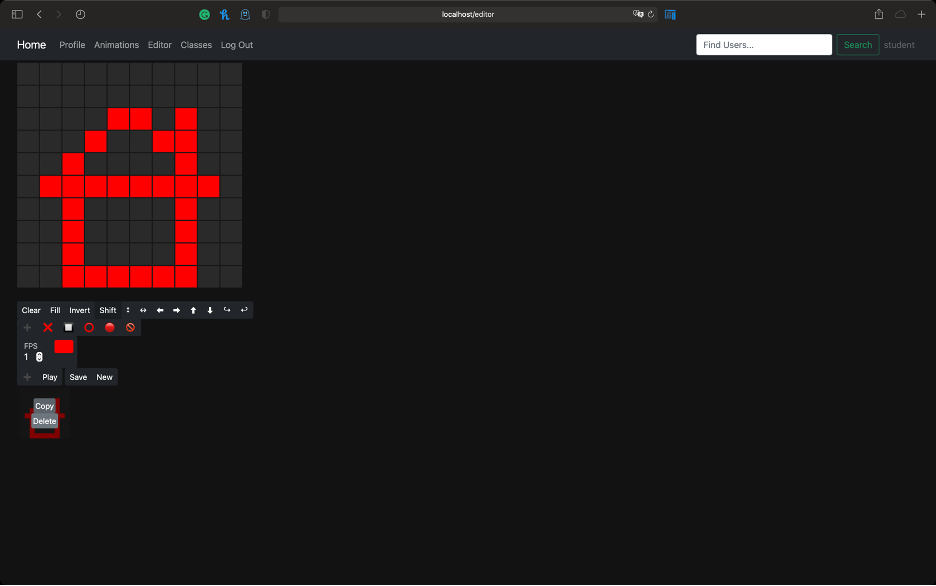 localhost/editor
Home Profile Animations Editor Classes Log Out Find Users... Search student
Clear Fill Invert Shift
FPS
1
Play Save New
Copy
Delete